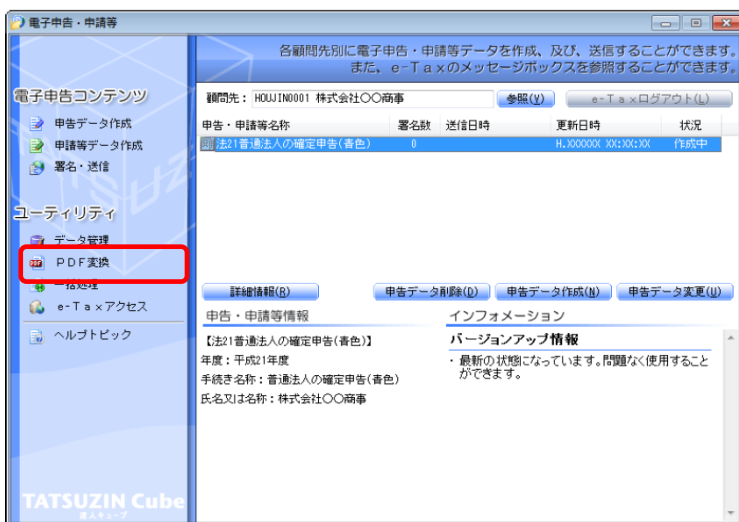 電子申告・申請等
各顧問先別に電子申告・申請等データを作成、及び、送信することができます。
また、e-Taxのメッセージボックスを参照することができます。
電子申告コンテンツ
申告データ作成
申請等データ作成
署名・送信
ユーティリティ
データ管理
PDF変換
一括処理
e-Taxアクセス
ヘルプトピック
顧問先： HOUJIN0001 株式会社〇〇商事 参照(Y) e-Taxログアウト(L)
申告・申請等名称 署名数 送信日時 更新日時 状況
法21普通法人の確定申告(青色) 0 H.XXXXXX XX:XX:XX 作成中
詳細情報(R) 申告データ削除(D) 申告データ作成(N) 申告データ変更(U)
申告・申請等情報
【法21普通法人の確定申告(青色)】
年度：平成21年度
手続き名称：普通法人の確定申告(青色)
氏名又は名称：株式会社〇〇商事
インフォメーション
バージョンアップ情報
・最新の状態になっています。問題なく使用すること
ができます。
TATSUZIN Cube
達人キューブ